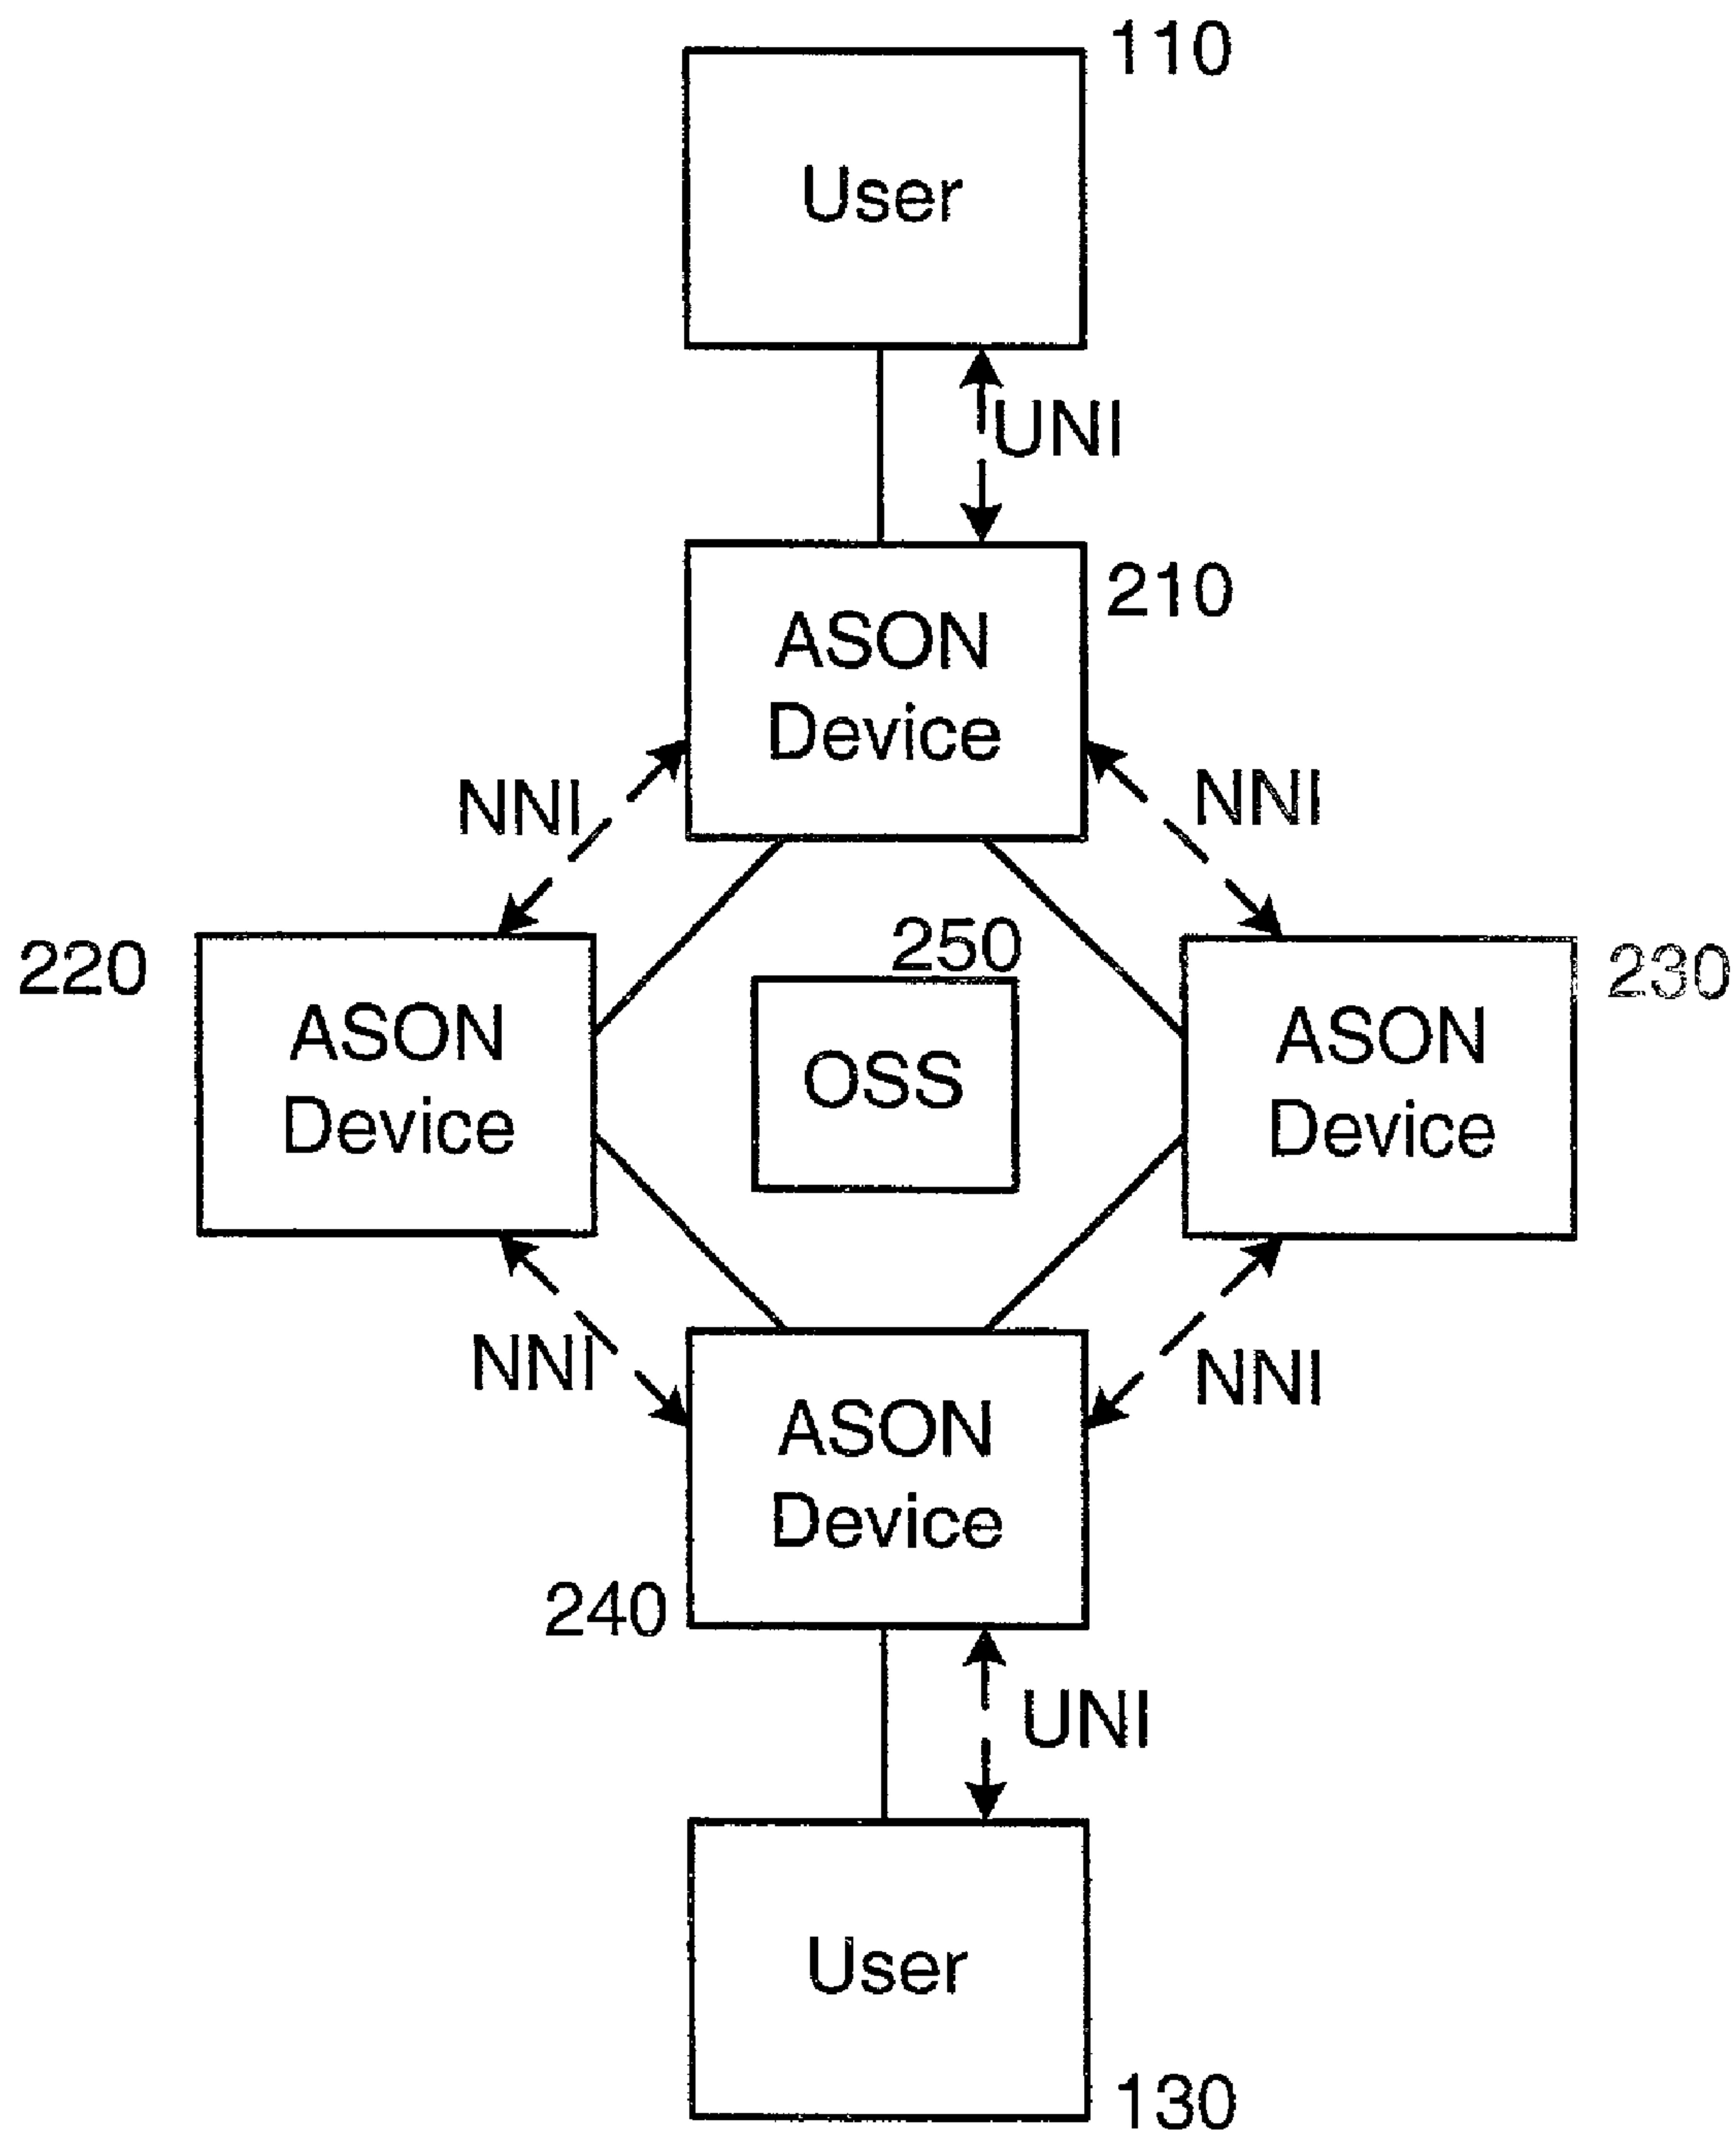 110
User
UNI
210
ASON
Device
NNI
NNI
220
250
230
ASON
Device
OSS
ASON
Device
NNI
NNI
ASON
Device
240
UNI
User
130